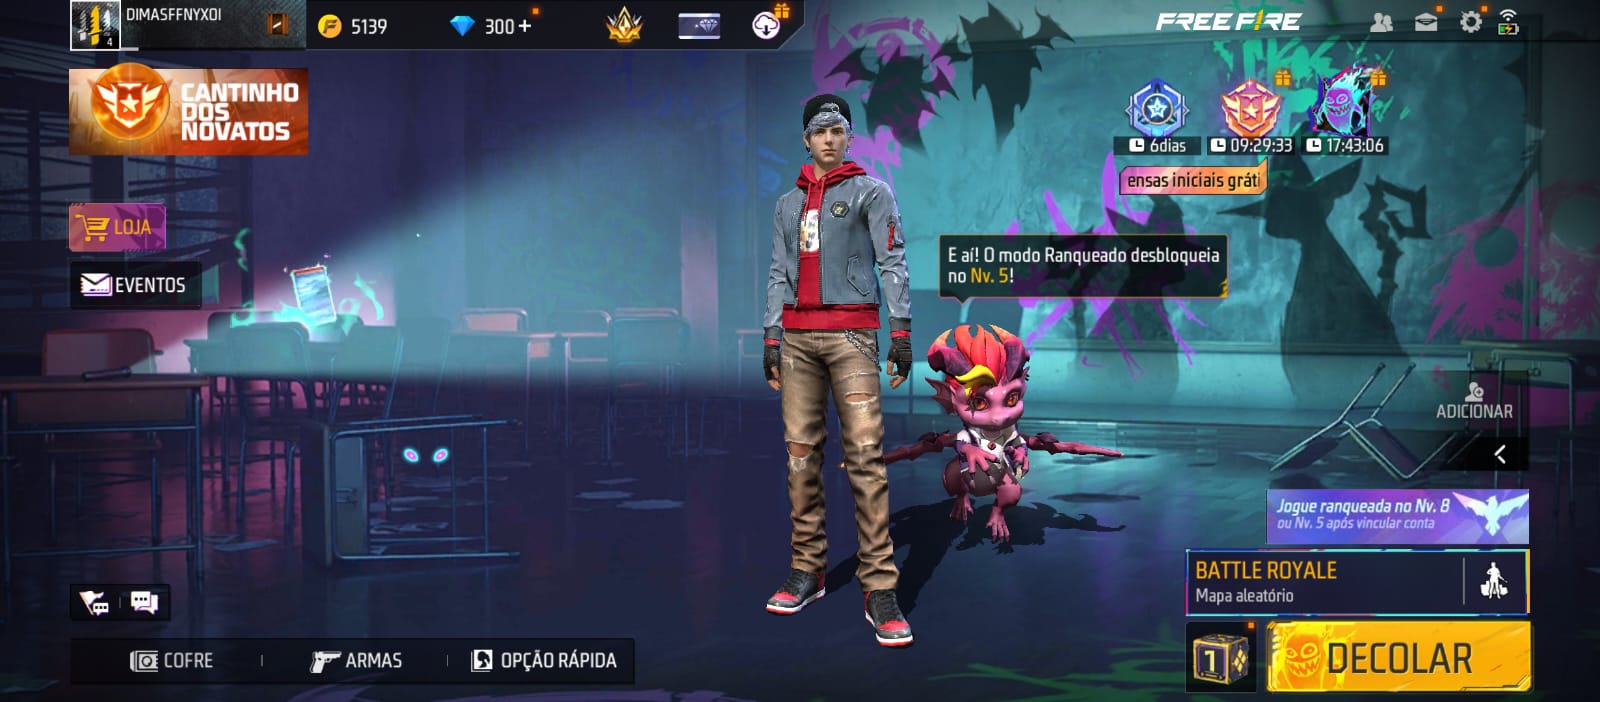 DIMASFFNYXOI
4
5139
300+
FREE FIRE
CANTINHO
DOS
NOVATOS
6dias
09:29:33
17:43:06
ensas iniciais gráti
LOJA
EVENTOS
E aí! O modo Ranqueado desbloqueia
no Nv. 5!
ADICIONAR
Jogue ranqueada no Nv. 8
ou Nv. 5 após vincular conta
BATTLE ROYALE
Mapa aleatório
COFRE
ARMAS
OPÇÃO RÁPIDA
1
DECOLAR